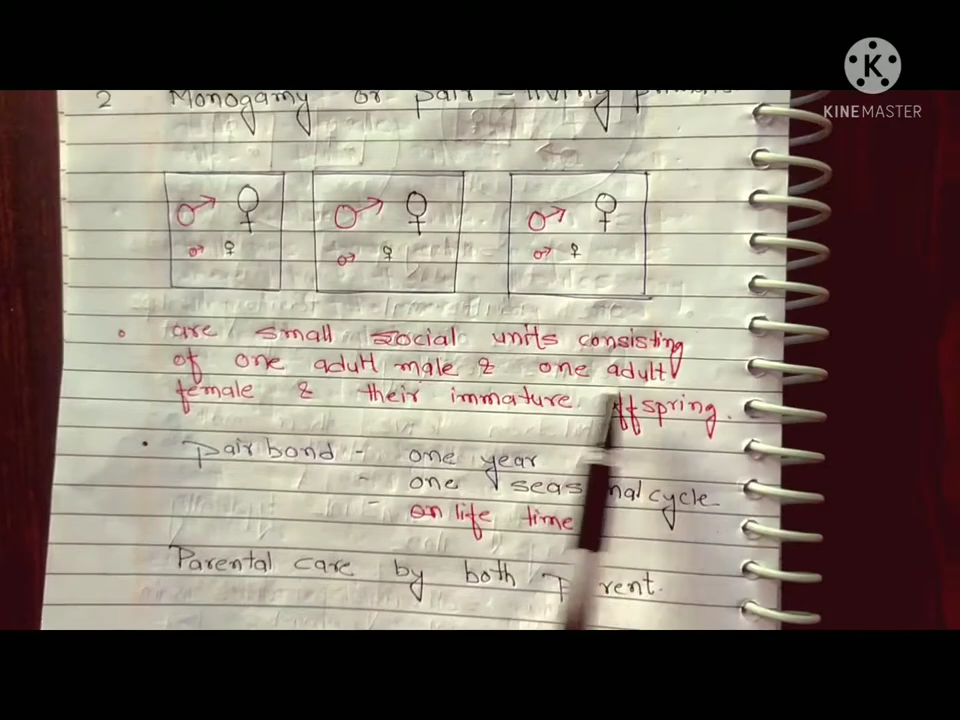 KINEMASTER
2 Monogamy or pair - living
are small social units consisting
of one adult male & one adult
female & their immature offspring.
Pair bond - one year
- one seasonal cycle
- on life time
Parental care by both parent.